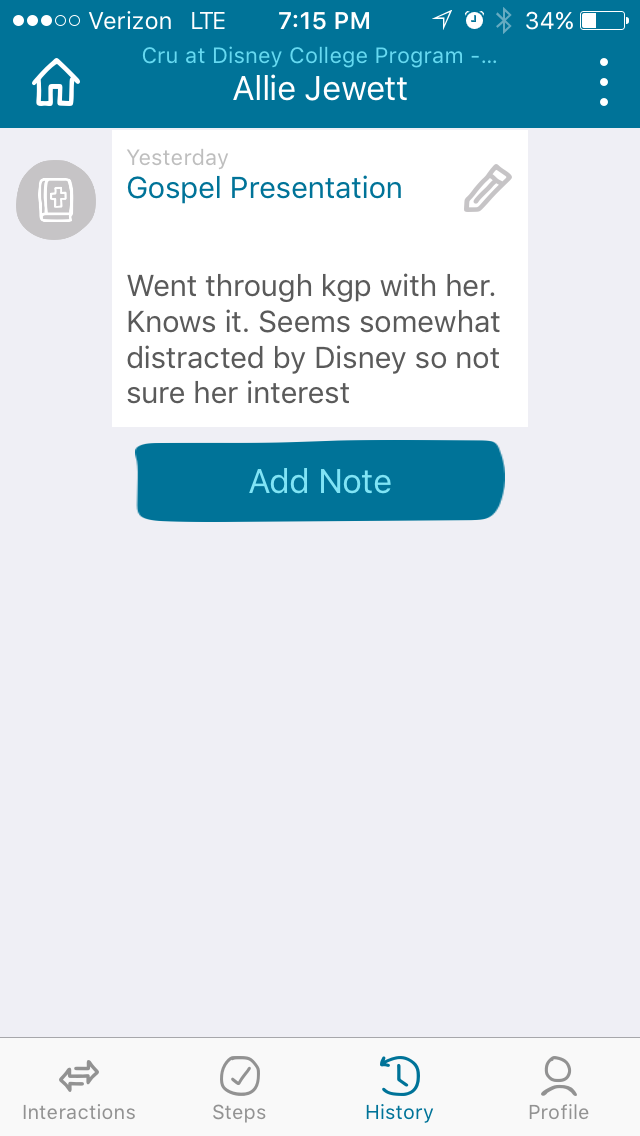 Verizon LTE 7:15 PM 34%
Cru at Disney College Program -...
Allie Jewett
Yesterday
Gospel Presentation
Went through kgp with her.
Knows it. Seems somewhat
distracted by Disney so not
sure her interest
Add Note
Interactions Steps History Profile